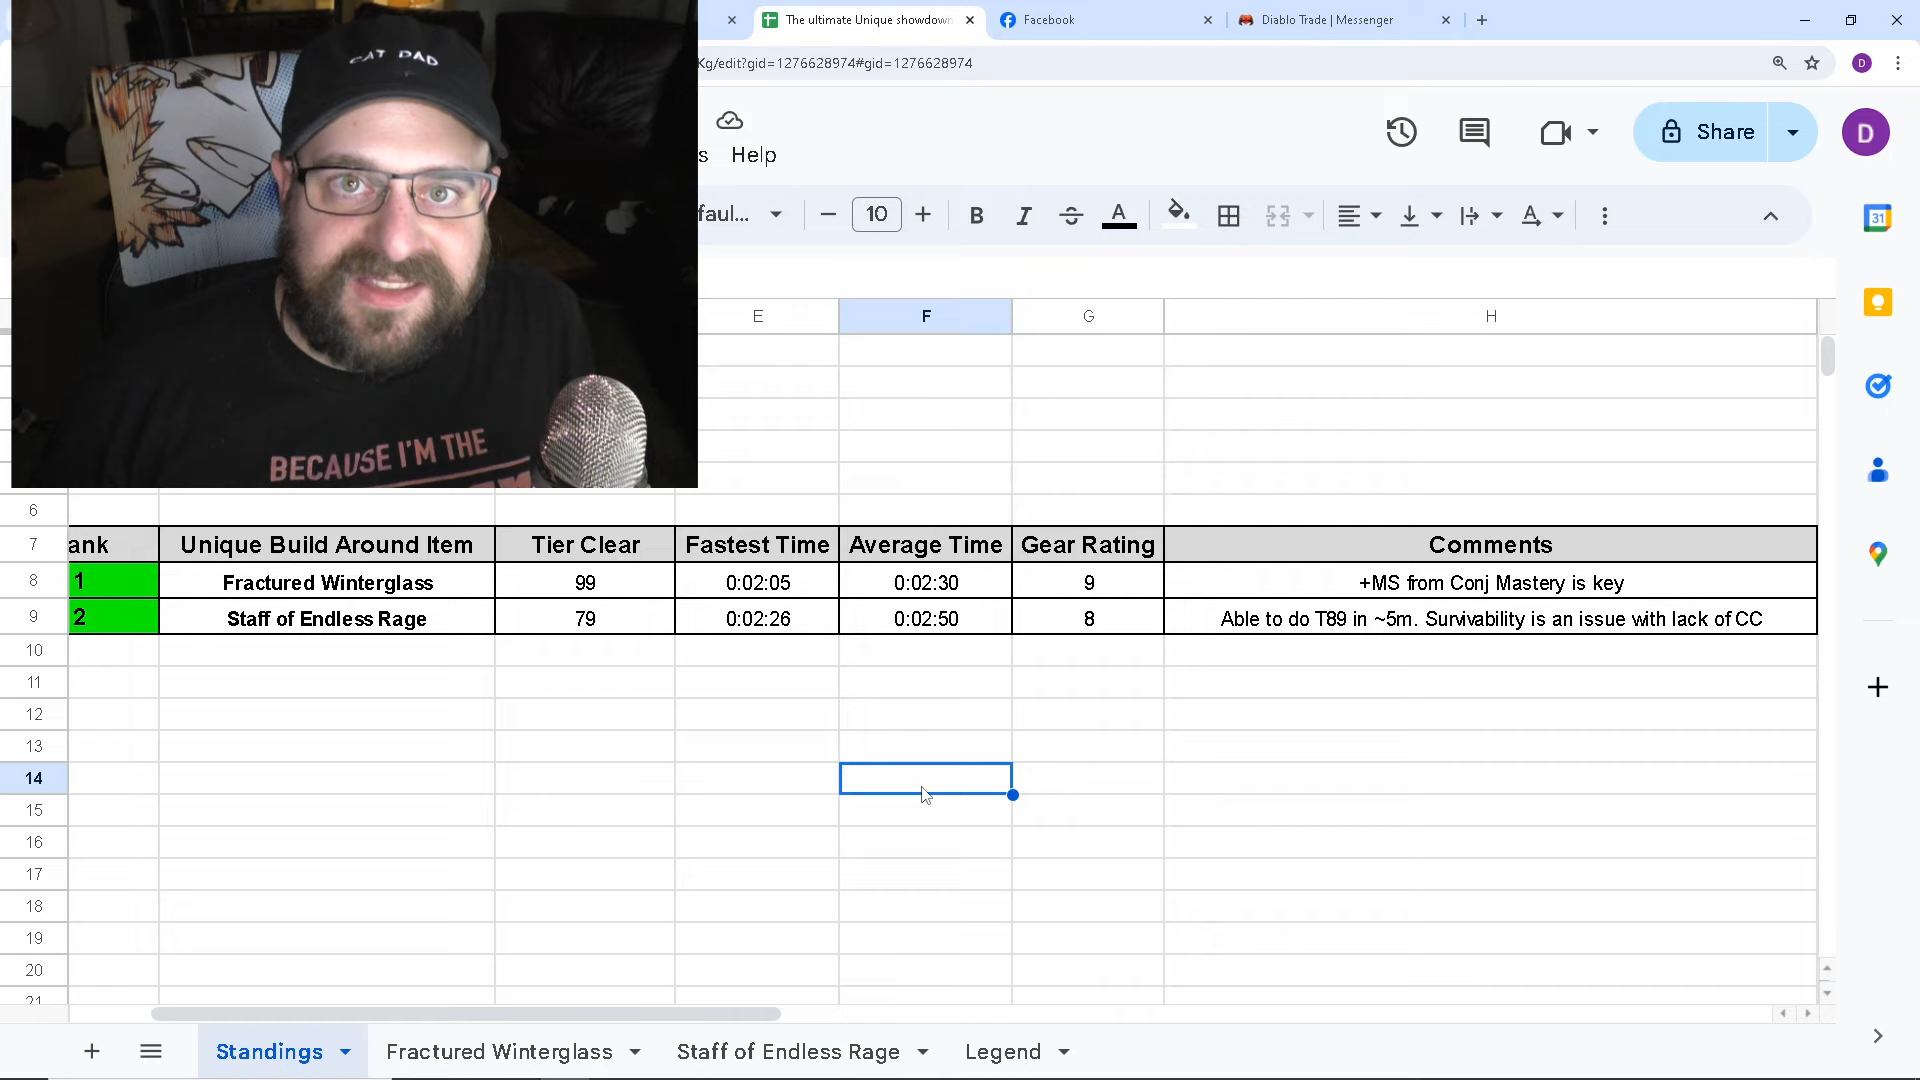 The ultimate Unique showdown
Facebook
Diablo Trade | Messenger
Kg/edit?gid=1276628974#gid=1276628974
D
CAT DAD
BECAUSE I'M THE
s Help
Share
D
faul...
10
B
I
A
31
E F G H
6
7 ank Unique Build Around Item Tier Clear Fastest Time Average Time Gear Rating Comments
8 1 Fractured Winterglass 99 0:02:05 0:02:30 9 +MS from Conj Mastery is key
9 2 Staff of Endless Rage 79 0:02:26 0:02:50 8 Able to do T89 in ~5m. Survivability is an issue with lack of CC
10
11
12
13
14
15
16
17
18
19
20
21
Standings Fractured Winterglass Staff of Endless Rage Legend